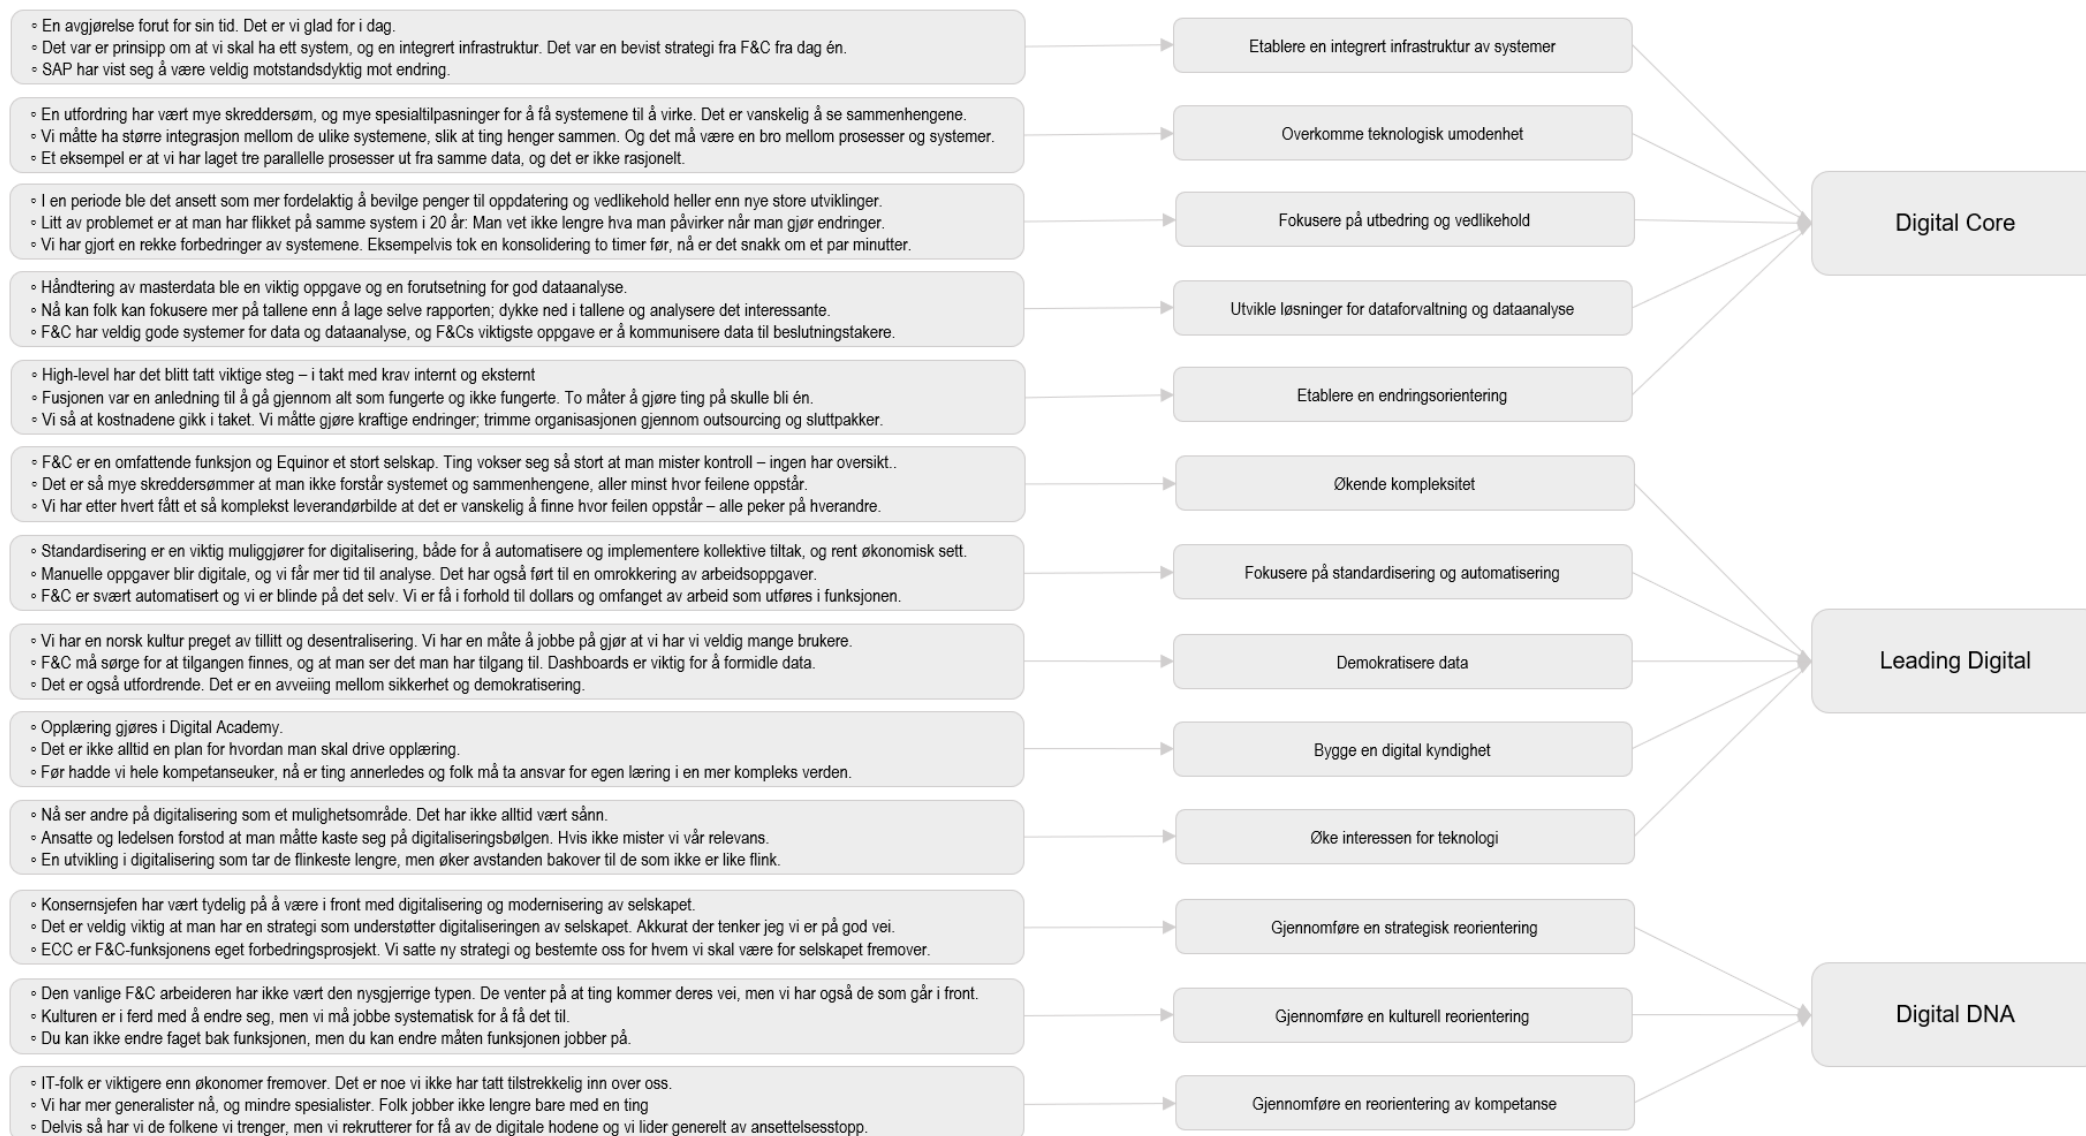 ◦ En avgjørelse forut for sin tid. Det er vi glad for i dag.
◦ Det var er prinsipp om at vi skal ha ett system, og en integrert infrastruktur. Det var en bevist strategi fra F&C fra dag én.
◦ SAP har vist seg å være veldig motstandsdyktig mot endring.
Etablere en integrert infrastruktur av systemer
◦ En utfordring har vært mye skreddersøm, og mye spesialtilpasninger for å få systemene til å virke. Det er vanskelig å se sammenhengene.
◦ Vi måtte ha større integrasjon mellom de ulike systemene, slik at ting henger sammen. Og det må være en bro mellom prosesser og systemer.
◦ Et eksempel er at vi har laget tre parallelle prosesser ut fra samme data, og det er ikke rasjonelt.
Overkomme teknologisk umodenhet
◦ I en periode ble det ansett som mer fordelaktig å bevilge penger til oppdatering og vedlikehold heller enn nye store utviklinger.
◦ Litt av problemet er at man har flikket på samme system i 20 år: Man vet ikke lengre hva man påvirker når man gjør endringer.
◦ Vi har gjort en rekke forbedringer av systemene. Eksempelvis tok en konsolidering to timer før, nå er det snakk om et par minutter.
Fokusere på utbedring og vedlikehold
Digital Core
◦ Håndtering av masterdata ble en viktig oppgave og en forutsetning for god dataanalyse.
◦ Nå kan folk kan fokusere mer på tallene enn å lage selve rapporten; dykke ned i tallene og analysere det interessante.
◦ F&C har veldig gode systemer for data og dataanalyse, og F&Cs viktigste oppgave er å kommunisere data til beslutningstakere.
Utvikle løsninger for dataforvaltning og dataanalyse
◦ High-level har det blitt tatt viktige steg – i takt med krav internt og eksternt
◦ Fusjonen var en anledning til å gå gjennom alt som fungerte og ikke fungerte. To måter å gjøre ting på skulle bli én.
◦ Vi så at kostnadene gikk i taket. Vi måtte gjøre kraftige endringer; trimme organisasjonen gjennom outsourcing og sluttpakker.
Etablere en endringsorientering
◦ F&C er en omfattende funksjon og Equinor et stort selskap. Ting vokser seg så stort at man mister kontroll – ingen har oversikt..
◦ Det er så mye skreddersømmer at man ikke forstår systemet og sammenhengene, aller minst hvor feilene oppstår.
◦ Vi har etter hvert fått et så komplekst leverandørbilde at det er vanskelig å finne hvor feilen oppstår – alle peker på hverandre.
Økende kompleksitet
◦ Standardisering er en viktig muliggjører for digitalisering, både for å automatisere og implementere kollektive tiltak, og rent økonomisk sett.
◦ Manuelle oppgaver blir digitale, og vi får mer tid til analyse. Det har også ført til en omrokkering av arbeidsoppgaver.
◦ F&C er svært automatisert og vi er blinde på det selv. Vi er få i forhold til dollars og omfanget av arbeid som utføres i funksjonen.
Fokusere på standardisering og automatisering
◦ Vi har en norsk kultur preget av tillitt og desentralisering. Vi har en måte å jobbe på gjør at vi har vi veldig mange brukere.
◦ F&C må sørge for at tilgangen finnes, og at man ser det man har tilgang til. Dashboards er viktig for å formidle data.
◦ Det er også utfordrende. Det er en avveiing mellom sikkerhet og demokratisering.
Demokratisere data
Leading Digital
◦ Opplæring gjøres i Digital Academy.
◦ Det er ikke alltid en plan for hvordan man skal drive opplæring.
◦ Før hadde vi hele kompetanseuker, nå er ting annerledes og folk må ta ansvar for egen læring i en mer kompleks verden.
Bygge en digital kyndighet
◦ Nå ser andre på digitalisering som et mulighetsområde. Det har ikke alltid vært sånn.
◦ Ansatte og ledelsen forstod at man måtte kaste seg på digitaliseringsbølgen. Hvis ikke mister vi vår relevans.
◦ En utvikling i digitalisering som tar de flinkeste lengre, men øker avstanden bakover til de som ikke er like flink.
Øke interessen for teknologi
◦ Konsernsjefen har vært tydelig på å være i front med digitalisering og modernisering av selskapet.
◦ Det er veldig viktig at man har en strategi som understøtter digitaliseringen av selskapet. Akkurat der tenker jeg vi er på god vei.
◦ ECC er F&C-funksjonens eget forbedringsprosjekt. Vi satte ny strategi og bestemte oss for hvem vi skal være for selskapet fremover.
Gjennomføre en strategisk reorientering
◦ Den vanlige F&C arbeideren har ikke vært den nysgjerrige typen. De venter på at ting kommer deres vei, men vi har også de som går i front.
◦ Kulturen er i ferd med å endre seg, men vi må jobbe systematisk for å få det til.
◦ Du kan ikke endre faget bak funksjonen, men du kan endre måten funksjonen jobber på.
Gjennomføre en kulturell reorientering
Digital DNA
◦ IT-folk er viktigere enn økonomer fremover. Det er noe vi ikke har tatt tilstrekkelig inn over oss.
◦ Vi har mer generalister nå, og mindre spesialister. Folk jobber ikke lengre bare med en ting
◦ Delvis så har vi de folkene vi trenger, men vi rekrutterer for få av de digitale hodene og vi lider generelt av ansettelsesstopp.
Gjennomføre en reorientering av kompetanse